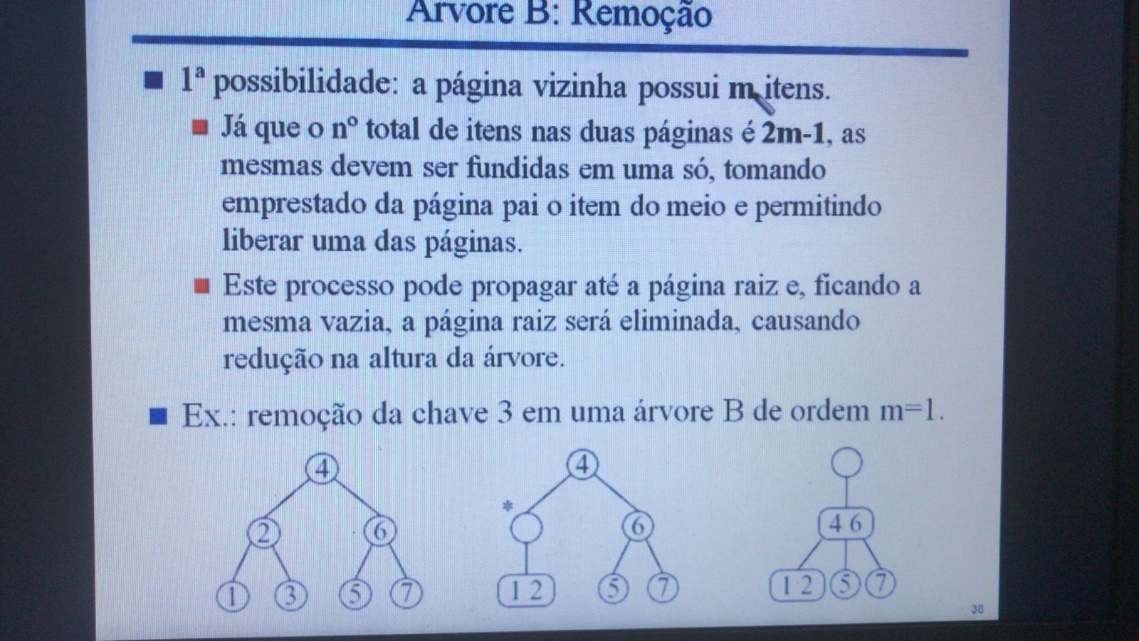 Árvore B: Remoção
1ª possibilidade: a página vizinha possui m itens.
Já que o nº total de itens nas duas páginas é 2m-1, as
mesmas devem ser fundidas em uma só, tomando
emprestado da página pai o item do meio e permitindo
liberar uma das páginas.
Este processo pode propagar até a página raiz e, ficando a
mesma vazia, a página raiz será eliminada, causando
redução na altura da árvore.
Ex.: remoção da chave 3 em uma árvore B de ordem m=1.
4 4
* 
2 6 6 4 6
1 3 5 7 1 2 5 7 1 2 5 7
38